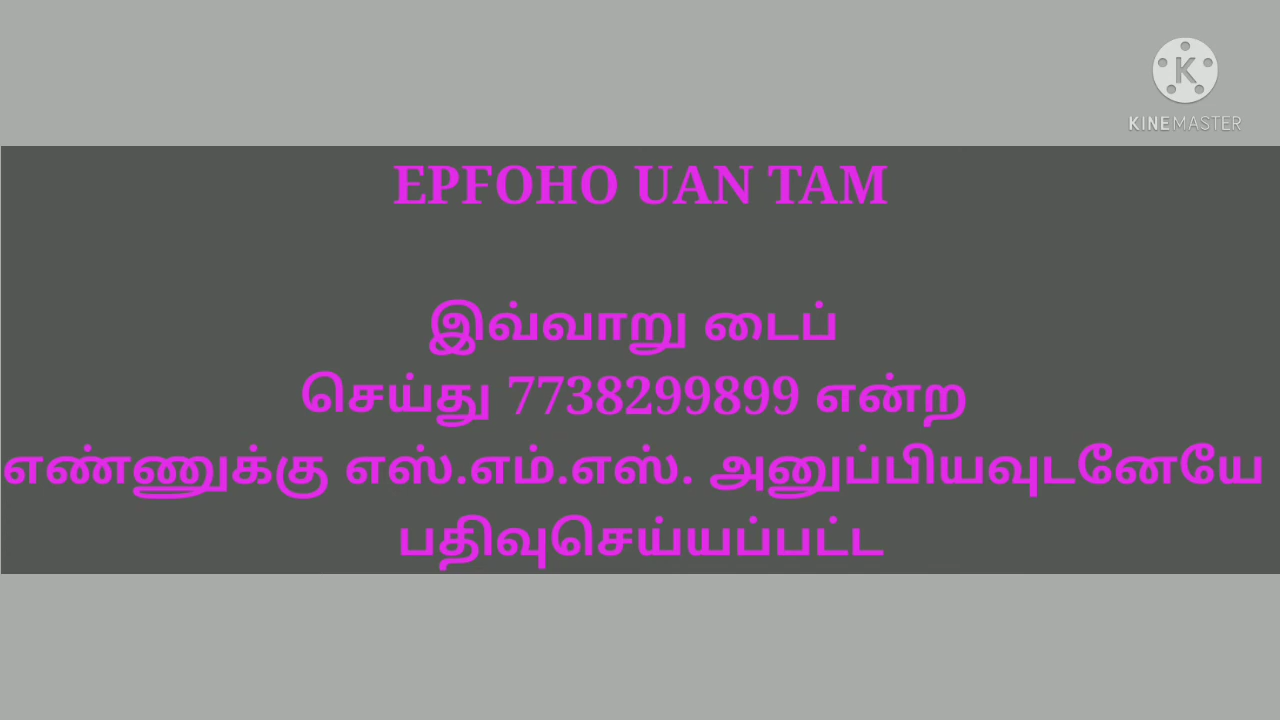 K
KINEMASTER
EPFOHO UAN TAM
இவ்வாறு டைப்
செய்து 7738299899 என்ற
எண்ணுக்கு எஸ்.எம்.எஸ். அனுப்பியவுடனேயே
பதிவுசெய்யப்பட்ட